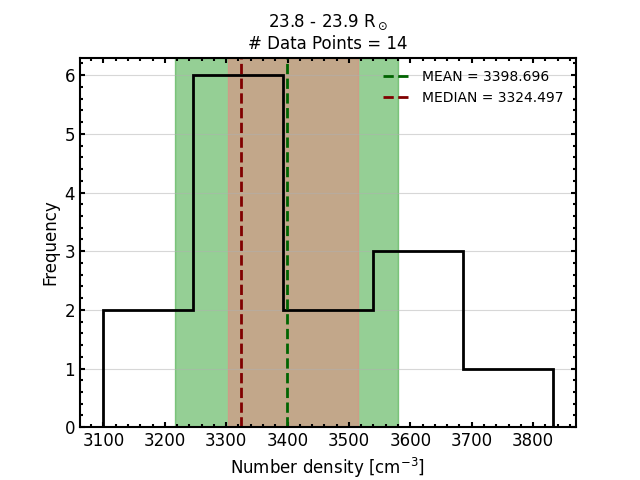 23.8 - 23.9 R⊙
# Data Points = 14
MEAN = 3398.696
MEDIAN = 3324.497
Frequency
6
5
4
3
2
1
0
3100 3200 3300 3400 3500 3600 3700 3800
Number density [cm⁻³]